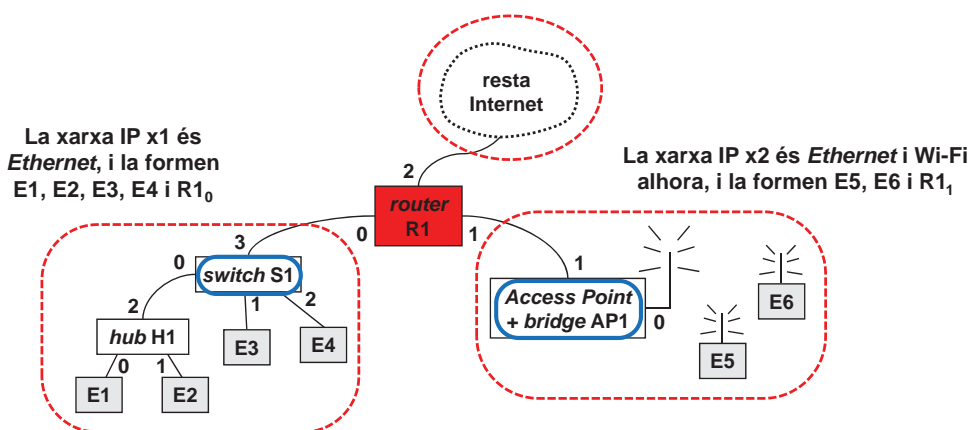 resta
Internet
La xarxa IP x1 és
Ethernet, i la formen
E1, E2, E3, E4 i R1₀
La xarxa IP x2 és Ethernet i Wi-Fi
alhora, i la formen E5, E6 i R1₁
2
router
R1
0
1
3
0
switch S1
1
2
2
hub H1
0
1
E1
E2
E3
E4
1
Access Point
+ bridge AP1
0
E5
E6